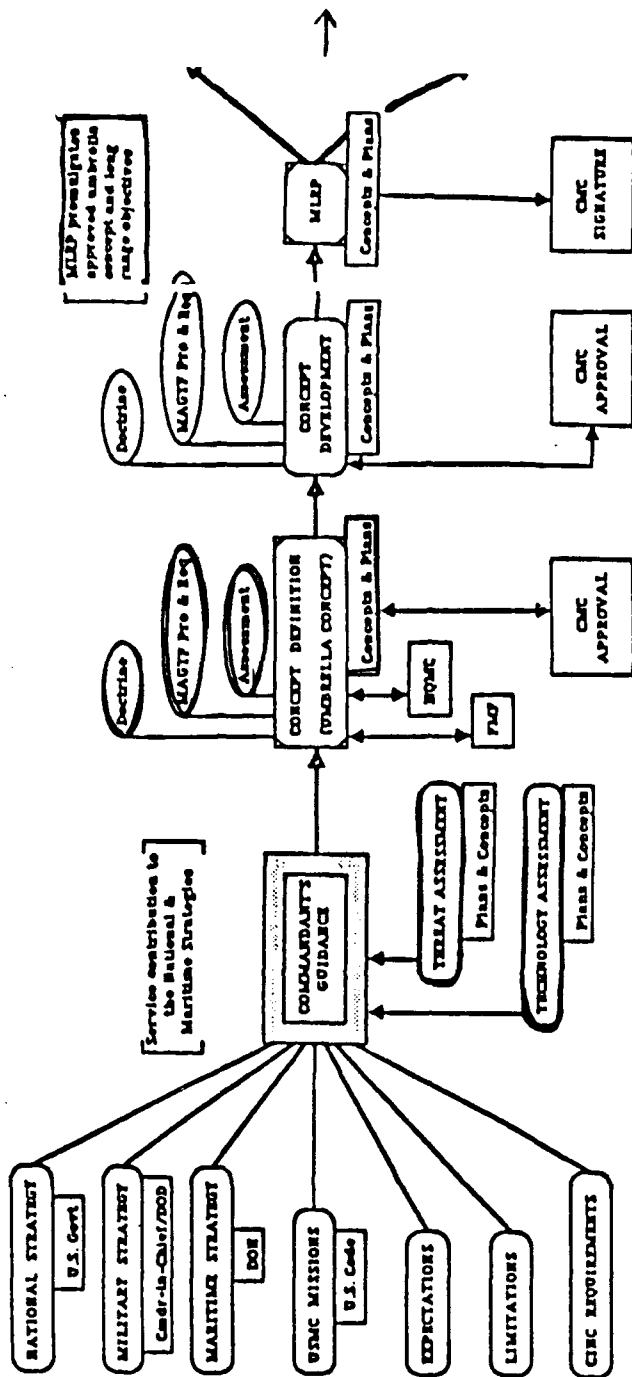 NATIONAL STRATEGY
U.S. Govt
MILITARY STRATEGY
Cmdr-in-Chief/DOD
MARITIME STRATEGY
DON
USMC MISSIONS
U.S. Code
EXPECTATIONS
LIMITATIONS
CINC REQUIREMENTS
Service contribution to
the National &
Maritime Strategies
COMMANDANT'S
GUIDANCE
THREAT ASSESSMENT
Plans & Concepts
TECHNOLOGY ASSESSMENT
Plans & Concepts
Doctrine
MAGTF Pro & Req
Assessment
CONCEPT DEFINITION
(UMBRELLA CONCEPT)
Concepts & Plans
HQMC
FMF
CMC
APPROVAL
Doctrine
MAGTF Pro & Req
Assessment
CONCEPT
DEVELOPMENT
Concepts & Plans
CMC
APPROVAL
MLRP promulgates
approved umbrella
concept and long
range objectives
MLRP
Concepts & Plans
CMC
SIGNATURE